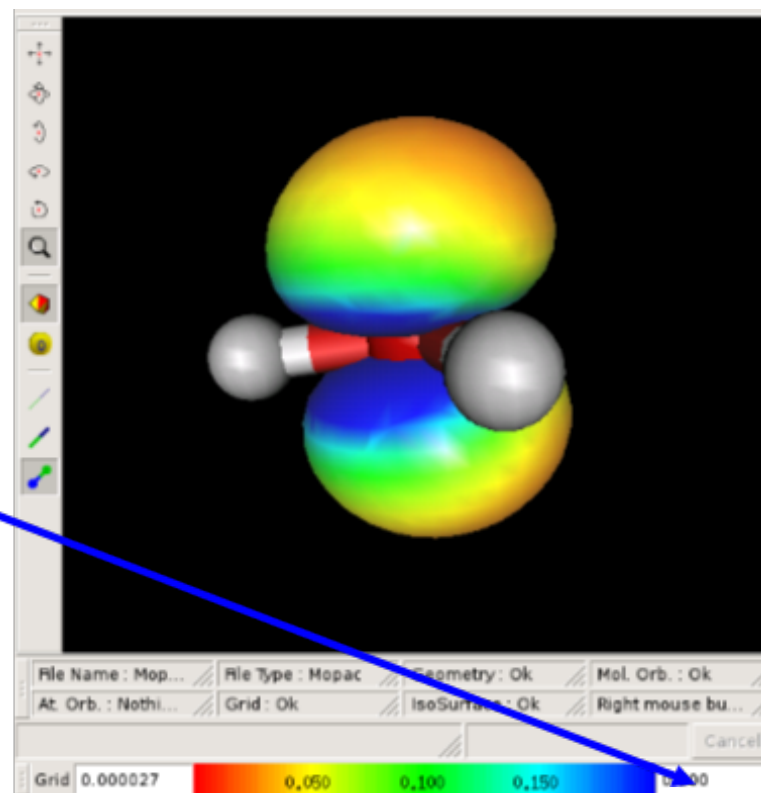 File Name : Mop... File Type : Mopac Geometry : Ok Mol. Orb. : Ok
At. Orb. : Nothi... Grid : Ok IsoSurface : Ok Right mouse bu...
Cancel
Grid 0.000027 0,050 0,100 0,150